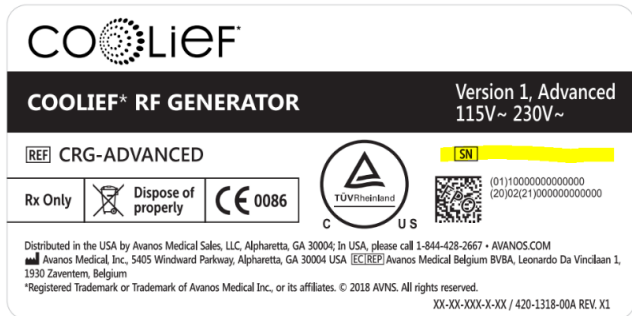 COOLIEF*
COOLIEF* RF GENERATOR
Version 1, Advanced
115V~ 230V~
REF CRG-ADVANCED
SN
Rx Only
Dispose of
properly
CE 0086
TÜVRheinland
C US
(01)10000000000000
(20)02(21)000000000000
Distributed in the USA by Avanos Medical Sales, LLC, Alpharetta, GA 30004; In USA, please call 1-844-428-2667 • AVANOS.COM
Avanos Medical, Inc., 5405 Windward Parkway, Alpharetta, GA 30004 USA EC REP Avanos Medical Belgium BVBA, Leonardo Da Vincilaan 1,
1930 Zaventem, Belgium
*Registered Trademark or Trademark of Avanos Medical Inc., or its affiliates. © 2018 AVNS. All rights reserved.
XX-XX-XXX-X-XX / 420-1318-00A REV. X1